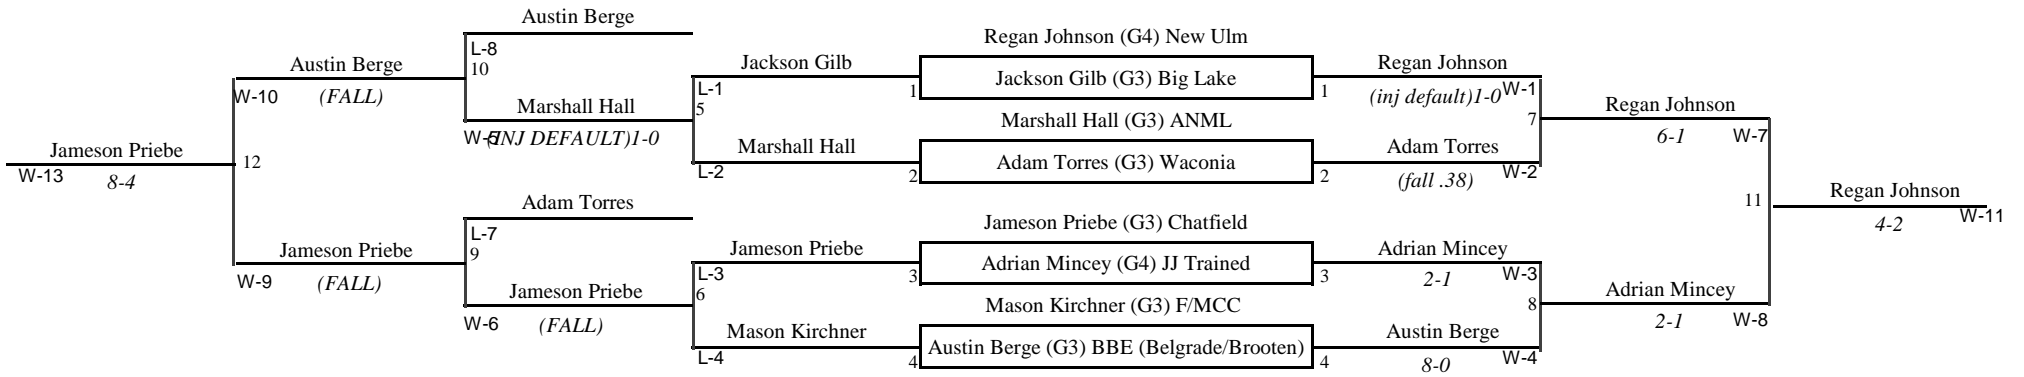 Austin Berge
L-8
10
Regan Johnson (G4) New Ulm
Austin Berge
Jackson Gilb
Jackson Gilb (G3) Big Lake
Regan Johnson
W-10
(FALL)
L-1
1
1
(inj default)1-0
W-1
Marshall Hall
5
Regan Johnson
Marshall Hall (G3) ANML
7
W-5
(INJ DEFAULT)1-0
6-1
W-7
Jameson Priebe
12
Marshall Hall
Adam Torres (G3) Waconia
Adam Torres
W-13
8-4
L-2
2
2
(fall .38)
W-2
Adam Torres
11
Regan Johnson
L-7
Jameson Priebe (G3) Chatfield
4-2
W-11
Jameson Priebe
9
Jameson Priebe
Adrian Mincey (G4) JJ Trained
Adrian Mincey
W-9
(FALL)
L-3
3
3
2-1
W-3
Jameson Priebe
6
Mason Kirchner (G3) F/MCC
8
Adrian Mincey
W-6
(FALL)
2-1
W-8
Mason Kirchner
Austin Berge (G3) BBE (Belgrade/Brooten)
Austin Berge
L-4
4
4
8-0
W-4